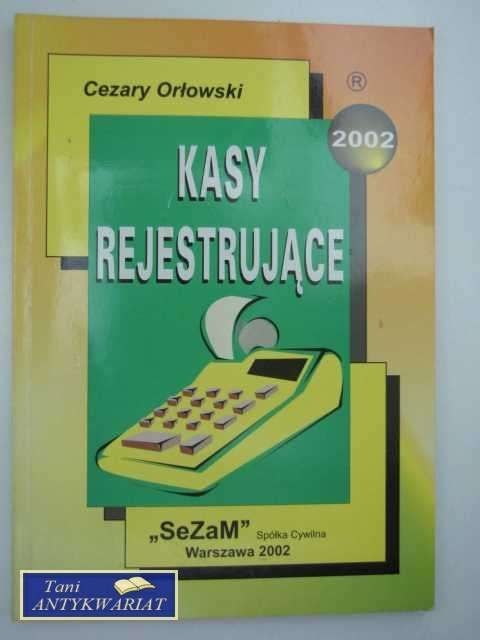 Cezary Orłowski
®
2002
KASY
REJESTRUJĄCE
„SeZaM" Spółka Cywilna
Warszawa 2002
Tani
ANTYKWARIAT